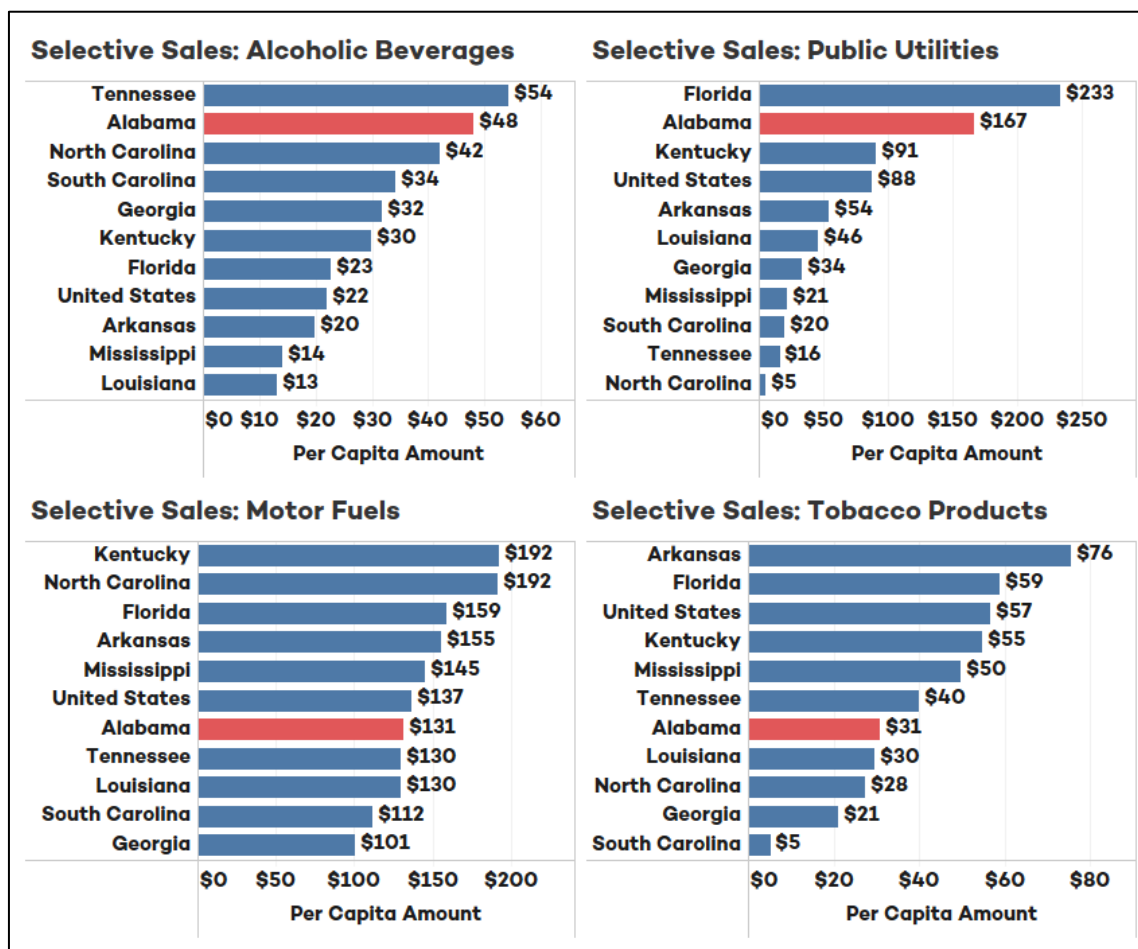 Selective Sales: Alcoholic Beverages
Tennessee $54
Alabama $48
North Carolina $42
South Carolina $34
Georgia $32
Kentucky $30
Florida $23
United States $22
Arkansas $20
Mississippi $14
Louisiana $13
$0 $10 $20 $30 $40 $50 $60
Per Capita Amount
Selective Sales: Public Utilities
Florida $233
Alabama $167
Kentucky $91
United States $88
Arkansas $54
Louisiana $46
Georgia $34
Mississippi $21
South Carolina $20
Tennessee $16
North Carolina $5
$0 $50 $100 $150 $200 $250
Per Capita Amount
Selective Sales: Motor Fuels
Kentucky $192
North Carolina $192
Florida $159
Arkansas $155
Mississippi $145
United States $137
Alabama $131
Tennessee $130
Louisiana $130
South Carolina $112
Georgia $101
$0 $50 $100 $150 $200
Per Capita Amount
Selective Sales: Tobacco Products
Arkansas $76
Florida $59
United States $57
Kentucky $55
Mississippi $50
Tennessee $40
Alabama $31
Louisiana $30
North Carolina $28
Georgia $21
South Carolina $5
$0 $20 $40 $60 $80
Per Capita Amount